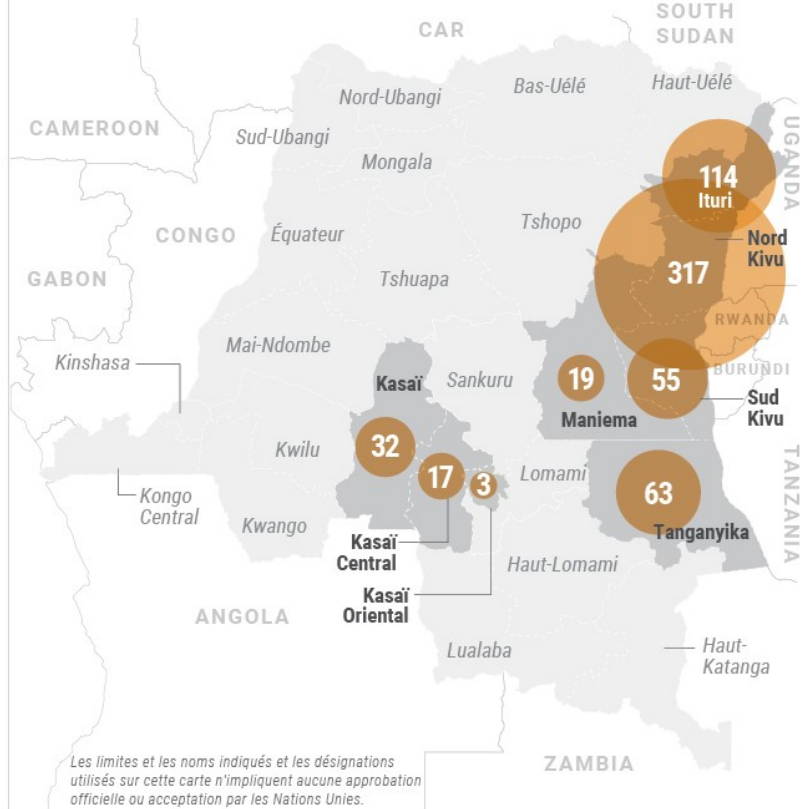 SOUTH
SUDAN
CAR
Haut-Uélé
Bas-Uélé
Nord-Ubangi
CAMEROON
Sud-Ubangi
UGANDA
Mongala
114
Ituri
Tshopo
CONGO
Équateur
Nord
Kivu
317
GABON
Tshuapa
RWANDA
Mai-Ndombe
Kinshasa
BURUNDI
Kasaï
Sankuru
19
55
Sud
Kivu
Maniema
32
Kwilu
17
3
Lomami
TANZANIA
63
Kongo
Central
Kwango
Tanganyika
Kasaï
Central
Haut-Lomami
Kasaï
Oriental
ANGOLA
Lualaba
Haut-
Katanga
ZAMBIA
Les limites et les noms indiqués et les désignations
utilisés sur cette carte n'impliquent aucune approbation
officielle ou acceptation par les Nations Unies.